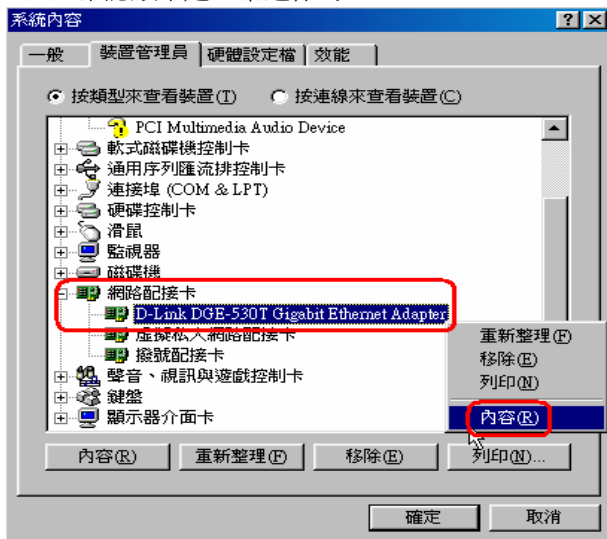 系統內容
一般 裝置管理員 硬體設定檔 效能
按類型來查看裝置(T) 按連線來查看裝置(C)
PCI Multimedia Audio Device
軟式磁碟機控制卡
通用序列匯流排控制卡
連接埠 (COM & LPT)
硬碟控制卡
滑鼠
監視器
磁碟機
網路配接卡
D-Link DGE-530T Gigabit Ethernet Adapter
虛擬私人網路配接卡
撥號配接卡
聲音、視訊與遊戲控制卡
鍵盤
顯示器介面卡
重新整理(F)
移除(E)
列印(N)
內容(R)
內容(R) 重新整理(F) 移除(E) 列印(N)...
確定 取消